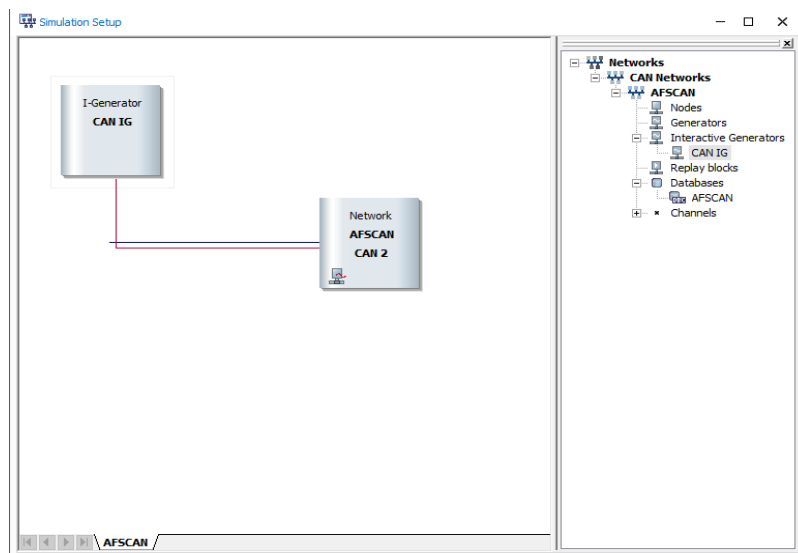 Simulation Setup
I-Generator
CAN IG
Network
AFSCAN
CAN 2
AFSCAN
Networks
CAN Networks
AFSCAN
Nodes
Generators
Interactive Generators
CAN IG
Replay blocks
Databases
AFSCAN
Channels